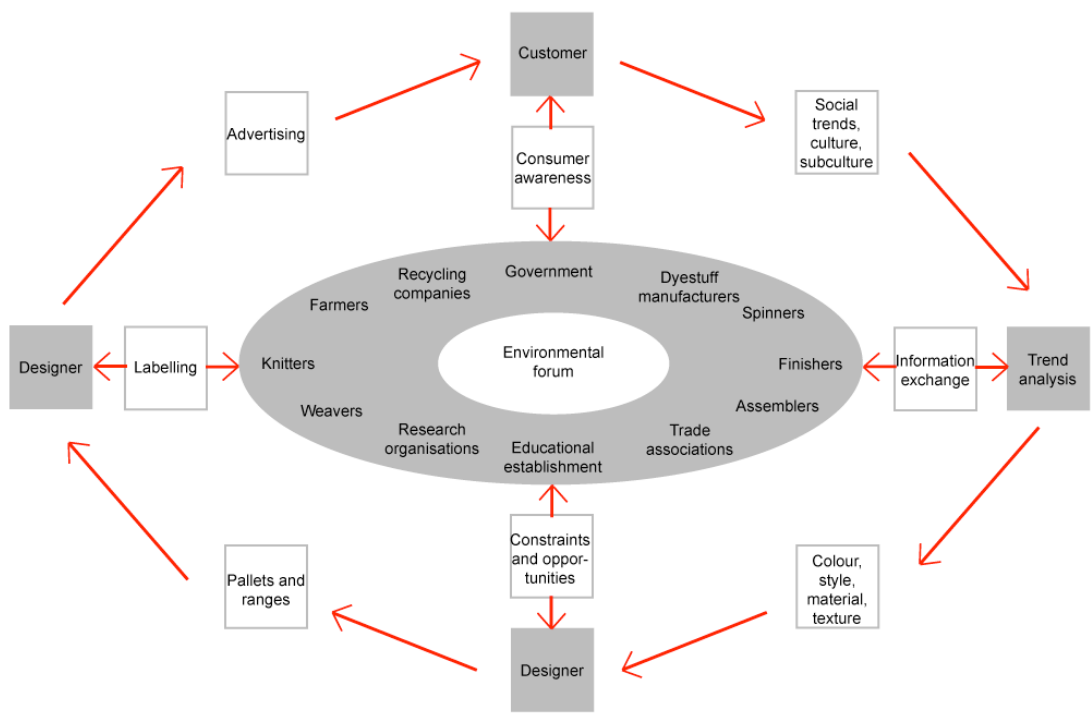 Customer
Advertising
Social
trends,
culture,
subculture
Consumer
awareness
Recycling
companies
Government
Dyestuff
manufacturers
Farmers
Spinners
Designer
Labelling
Knitters
Environmental
forum
Finishers
Information
exchange
Trend
analysis
Weavers
Assemblers
Research
organisations
Educational
establishment
Trade
associations
Constraints
and oppor-
tunities
Pallets and
ranges
Colour,
style,
material,
texture
Designer